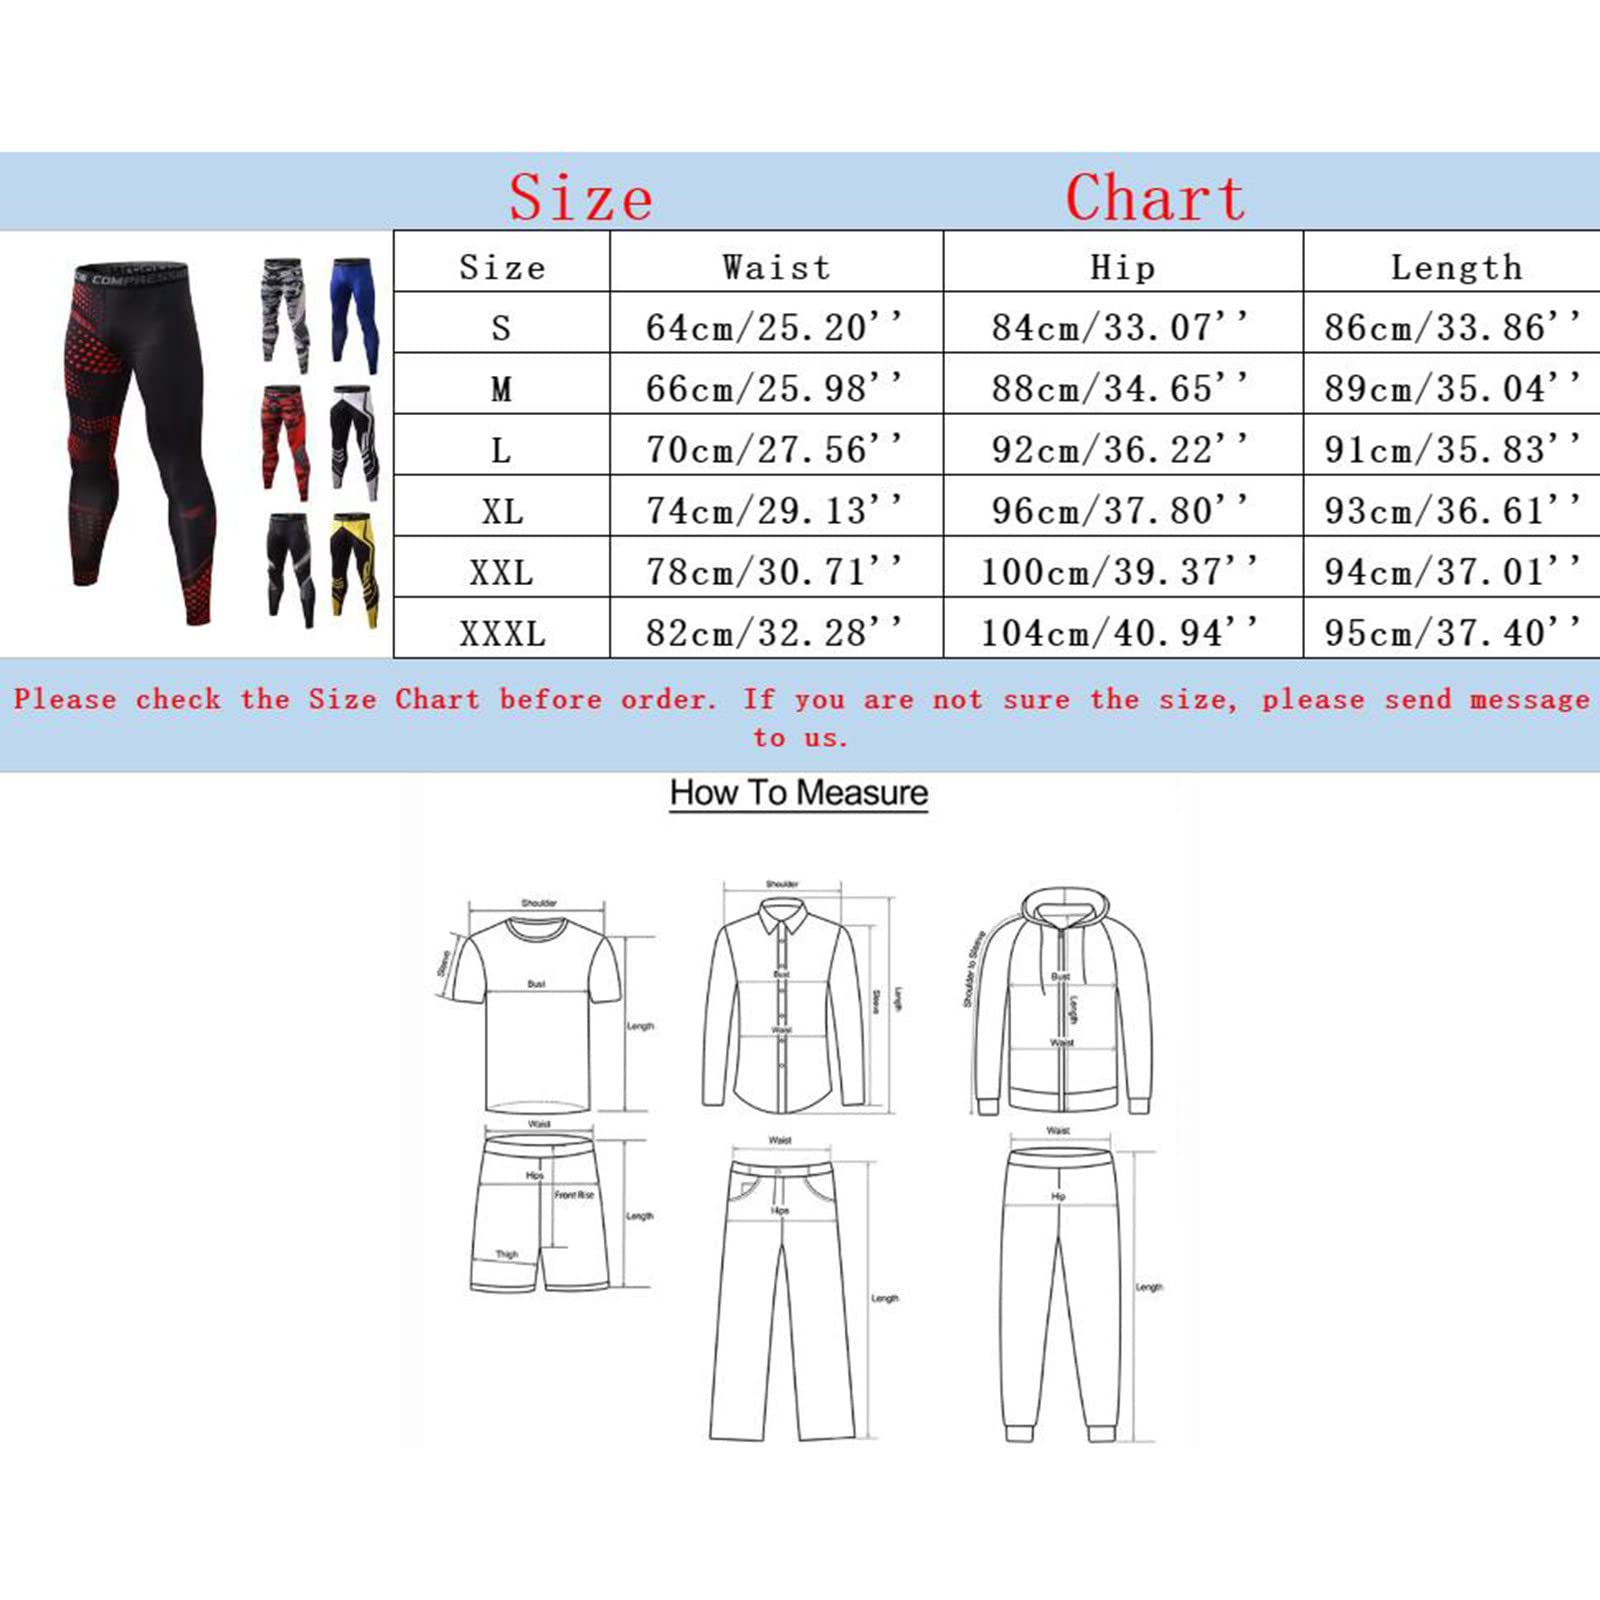 Size Chart
COMPRESS
Size Waist Hip Length
S 64cm/25.20'' 84cm/33.07'' 86cm/33.86''
M 66cm/25.98'' 88cm/34.65'' 89cm/35.04''
L 70cm/27.56'' 92cm/36.22'' 91cm/35.83''
XL 74cm/29.13'' 96cm/37.80'' 93cm/36.61''
XXL 78cm/30.71'' 100cm/39.37'' 94cm/37.01''
XXXL 82cm/32.28'' 104cm/40.94'' 95cm/37.40''
Please check the Size Chart before order. If you are not sure the size, please send message
to us.
How To Measure
Shoulder
Sleeve
Bust
Length
Shoulder
Bust
Waist
Sleeve
Length
Shoulder to Sleeve
Bust
Length
Waist
Waist
Hips
Front Rise
Thigh
Length
Waist
Hips
Length
Waist
Hip
Length